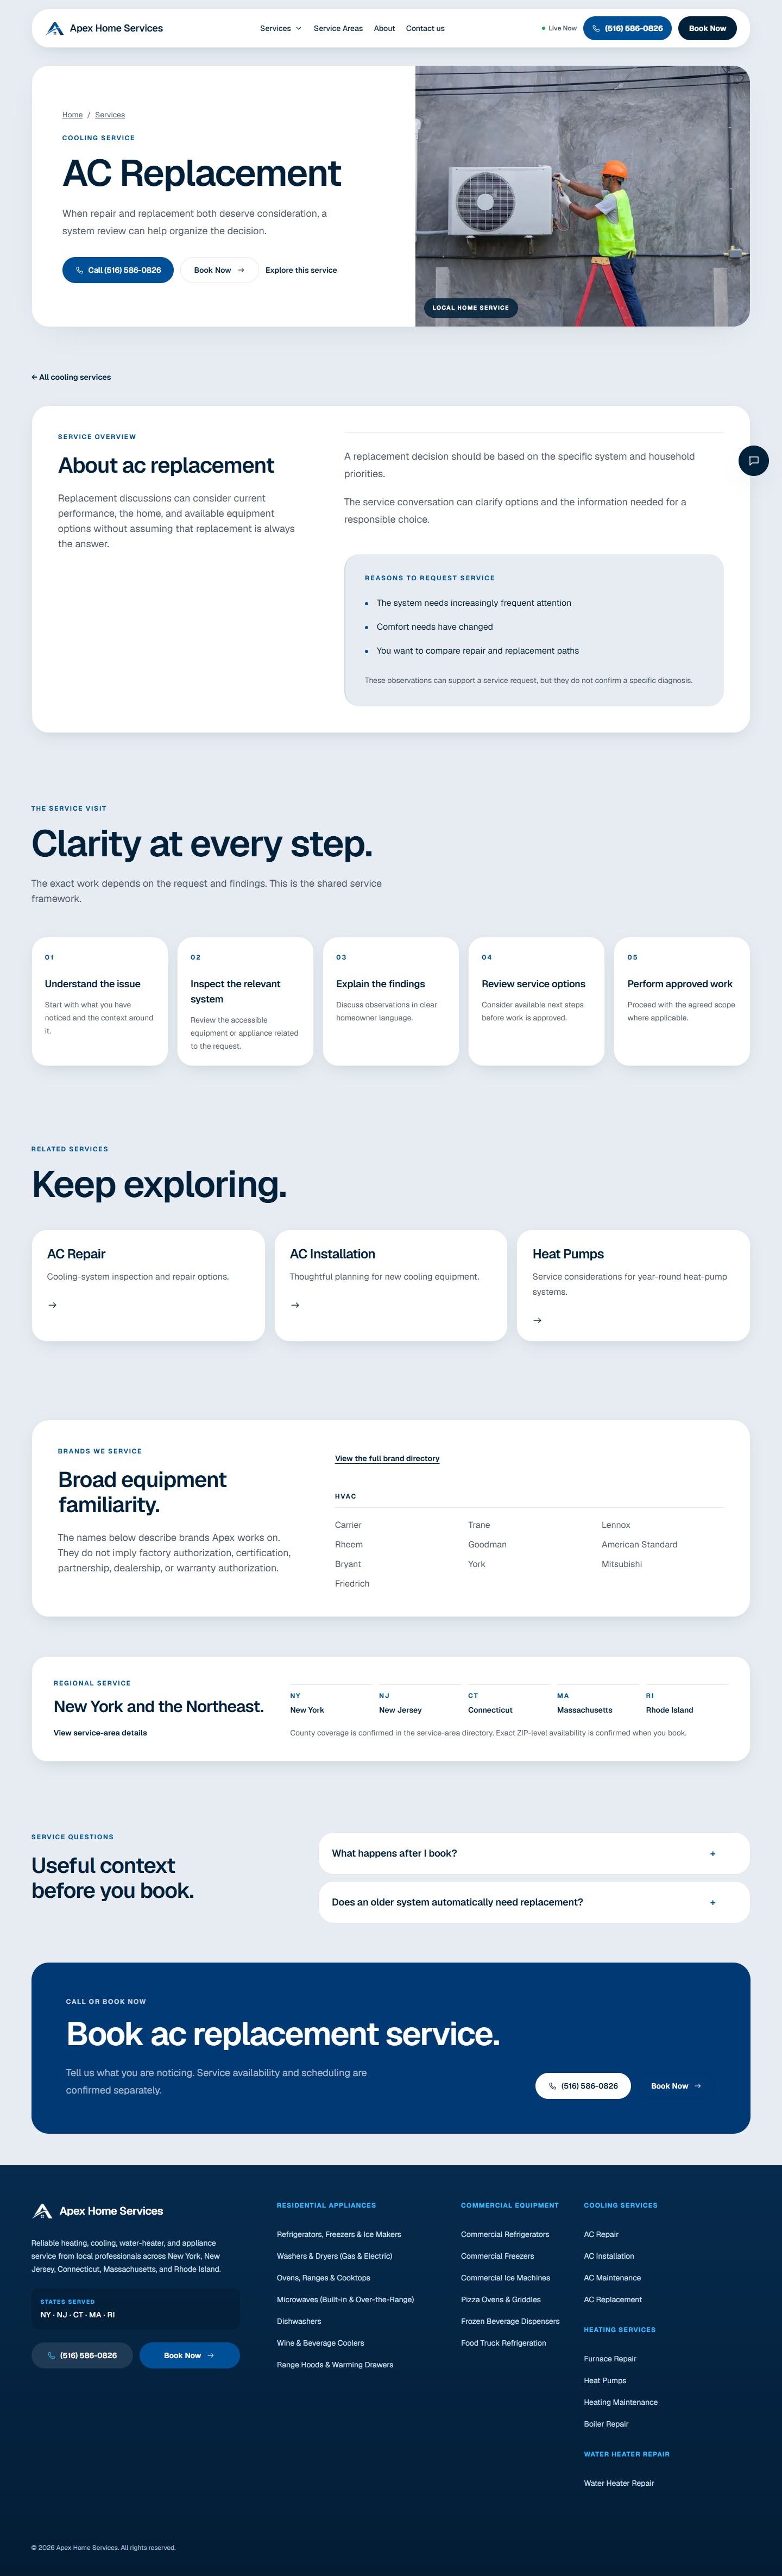 Apex Home Services
Services
Service Areas
About
Contact us
Live Now
(516) 586-0826
Book Now
Home / Services
COOLING SERVICE
AC Replacement
When repair and replacement both deserve consideration, a
system review can help organize the decision.
Call (516) 586-0826
Book Now →
Explore this service
LOCAL HOME SERVICE
← All cooling services
SERVICE OVERVIEW
About ac replacement
Replacement discussions can consider current
performance, the home, and available equipment
options without assuming that replacement is always
the answer.
A replacement decision should be based on the specific system and household
priorities.
The service conversation can clarify options and the information needed for a
responsible choice.
REASONS TO REQUEST SERVICE
• The system needs increasingly frequent attention
• Comfort needs have changed
• You want to compare repair and replacement paths
These observations can support a service request, but they do not confirm a specific diagnosis.
THE SERVICE VISIT
Clarity at every step.
The exact work depends on the request and findings. This is the shared service
framework.
01
Understand the issue
Start with what you have
noticed and the context around
it.
02
Inspect the relevant
system
Review the accessible
equipment or appliance related
to the request.
03
Explain the findings
Discuss observations in clear
homeowner language.
04
Review service options
Consider available next steps
before work is approved.
05
Perform approved work
Proceed with the agreed scope
where applicable.
RELATED SERVICES
Keep exploring.
AC Repair
Cooling-system inspection and repair options.
→
AC Installation
Thoughtful planning for new cooling equipment.
→
Heat Pumps
Service considerations for year-round heat-pump
systems.
→
BRANDS WE SERVICE
Broad equipment
familiarity.
The names below describe brands Apex works on.
They do not imply factory authorization, certification,
partnership, dealership, or warranty authorization.
View the full brand directory
HVAC
Carrier
Trane
Lennox
Rheem
Goodman
American Standard
Bryant
York
Mitsubishi
Friedrich
REGIONAL SERVICE
New York and the Northeast.
View service-area details
NY
New York
NJ
New Jersey
CT
Connecticut
MA
Massachusetts
RI
Rhode Island
County coverage is confirmed in the service-area directory. Exact ZIP-level availability is confirmed when you book.
SERVICE QUESTIONS
Useful context
before you book.
What happens after I book? +
Does an older system automatically need replacement? +
CALL OR BOOK NOW
Book ac replacement service.
Tell us what you are noticing. Service availability and scheduling are
confirmed separately.
(516) 586-0826
Book Now →
Apex Home Services
Reliable heating, cooling, water-heater, and appliance
service from local professionals across New York, New
Jersey, Connecticut, Massachusetts, and Rhode Island.
STATES SERVED
NY · NJ · CT · MA · RI
(516) 586-0826
Book Now →
RESIDENTIAL APPLIANCES
Refrigerators, Freezers & Ice Makers
Washers & Dryers (Gas & Electric)
Ovens, Ranges & Cooktops
Microwaves (Built-in & Over-the-Range)
Dishwashers
Wine & Beverage Coolers
Range Hoods & Warming Drawers
COMMERCIAL EQUIPMENT
Commercial Refrigerators
Commercial Freezers
Commercial Ice Machines
Pizza Ovens & Griddles
Frozen Beverage Dispensers
Food Truck Refrigeration
COOLING SERVICES
AC Repair
AC Installation
AC Maintenance
AC Replacement
HEATING SERVICES
Furnace Repair
Heat Pumps
Heating Maintenance
Boiler Repair
WATER HEATER REPAIR
Water Heater Repair
© 2026 Apex Home Services. All rights reserved.